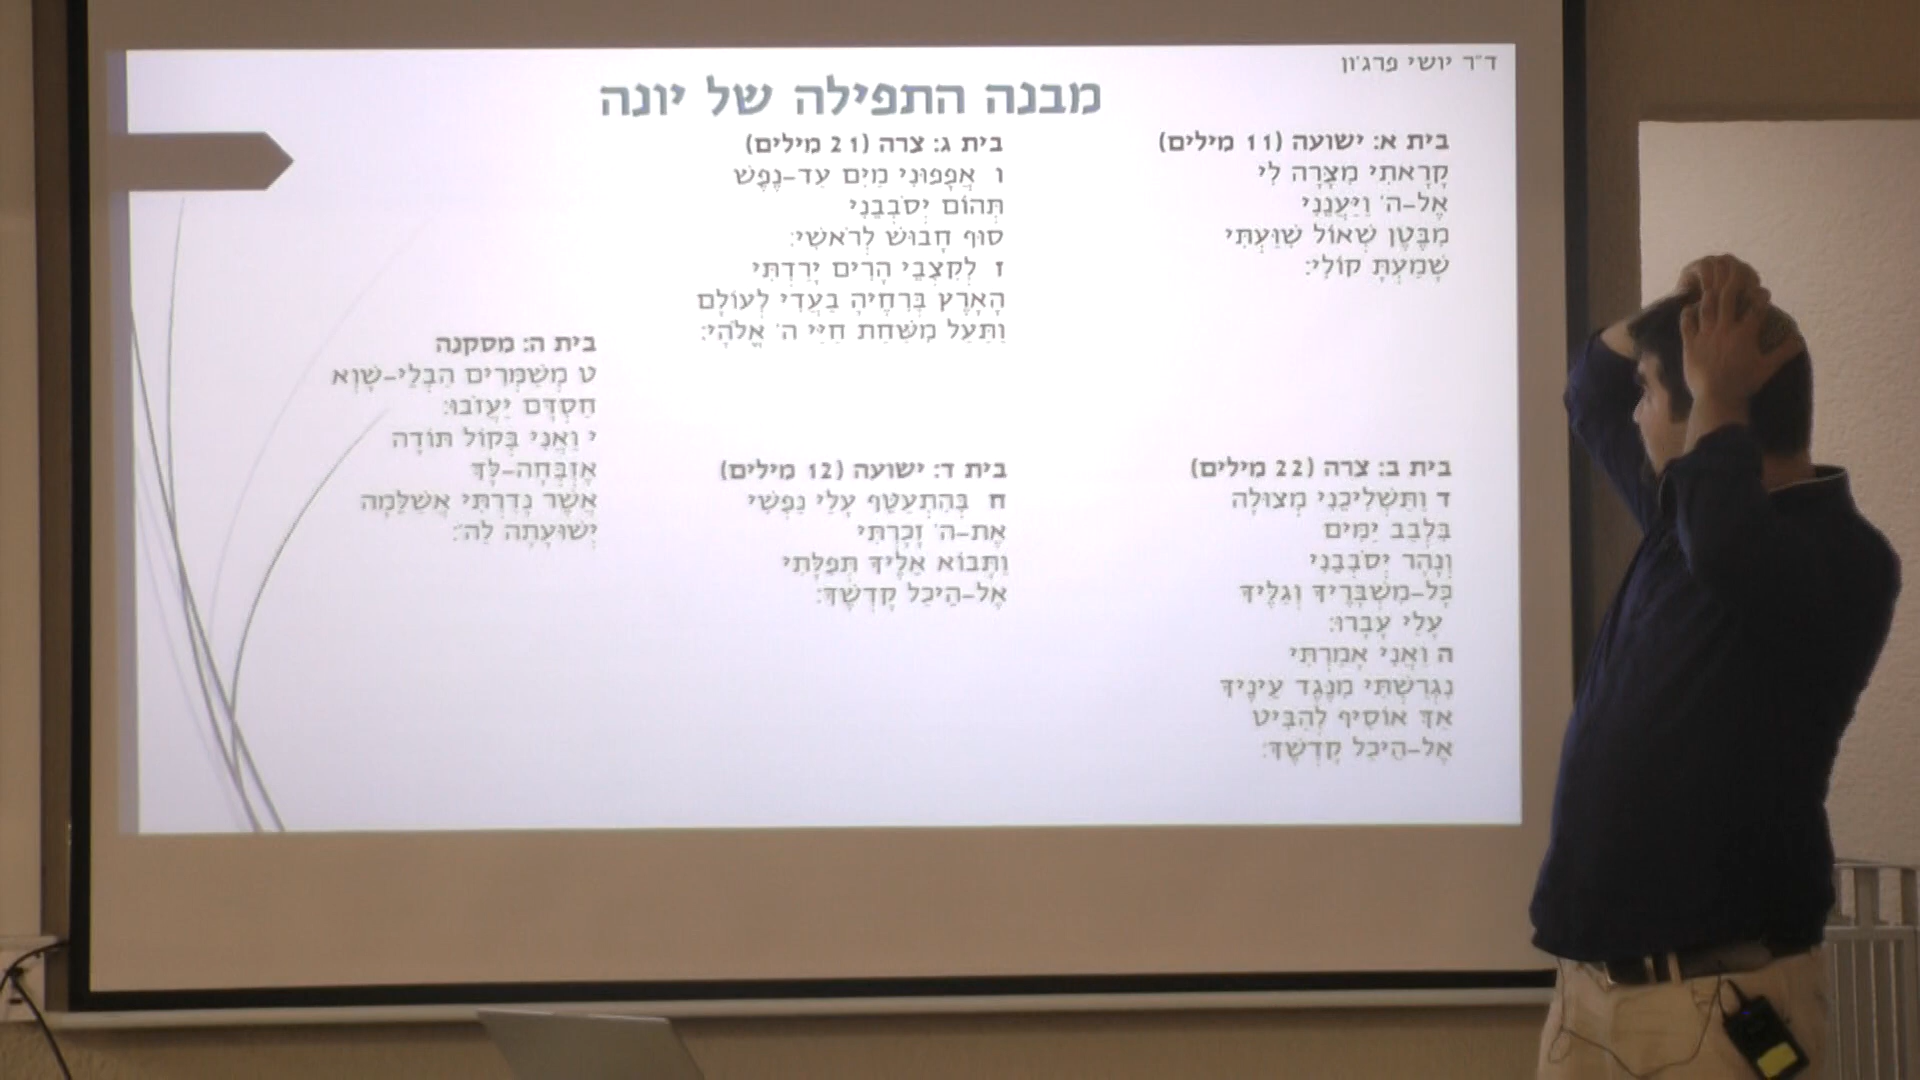 ד״ר יושי פרג׳ון
מבנה התפילה של יונה
בית א: ישועה (11 מילים)
קָרָאתִי מִצָּרָה לִי
אֶל-ה׳ וַיַּעֲנֵנִי
מִבֶּטֶן שְׁאוֹל שִׁוַּעְתִּי
שָׁמַעְתָּ קוֹלִי:
בית ב: צרה (22 מילים)
ד וַתַּשְׁלִיכֵנִי מְצוּלָה
בִּלְבַב יַמִּים
וְנָהָר יְסֹבְבֵנִי
כָּל-מִשְׁבָּרֶיךָ וְגַלֶּיךָ
עָלַי עָבָרוּ:
ה וַאֲנִי אָמַרְתִּי
נִגְרַשְׁתִּי מִנֶּגֶד עֵינֶיךָ
אַךְ אוֹסִיף לְהַבִּיט
אֶל-הֵיכַל קָדְשֶׁךָ:
בית ג: צרה (21 מילים)
ו אֲפָפוּנִי מַיִם עַד-נֶפֶשׁ
תְּהוֹם יְסֹבְבֵנִי
סוּף חָבוּשׁ לְרֹאשִׁי:
ז לְקִצְבֵי הָרִים יָרַדְתִּי
הָאָרֶץ בְּרִחֶיהָ בַעֲדִי לְעוֹלָם
וַתַּעַל מִשַּׁחַת חַיַּי ה׳ אֱלֹהָי:
בית ד: ישועה (12 מילים)
ח בְּהִתְעַטֵּף עָלַי נַפְשִׁי
אֶת-ה׳ זָכָרְתִּי
וַתָּבוֹא אֵלֶיךָ תְּפִלָּתִי
אֶל-הֵיכַל קָדְשֶׁךָ:
בית ה: מסקנה
ט מְשַׁמְּרִים הַבְלֵי-שָׁוְא
חַסְדָּם יַעֲזֹבוּ:
י וַאֲנִי בְּקוֹל תּוֹדָה
אֶזְבְּחָה-לָּךְ
אֲשֶׁר נָדַרְתִּי אֲשַׁלֵּמָה
יְשׁוּעָתָה לַה׳: